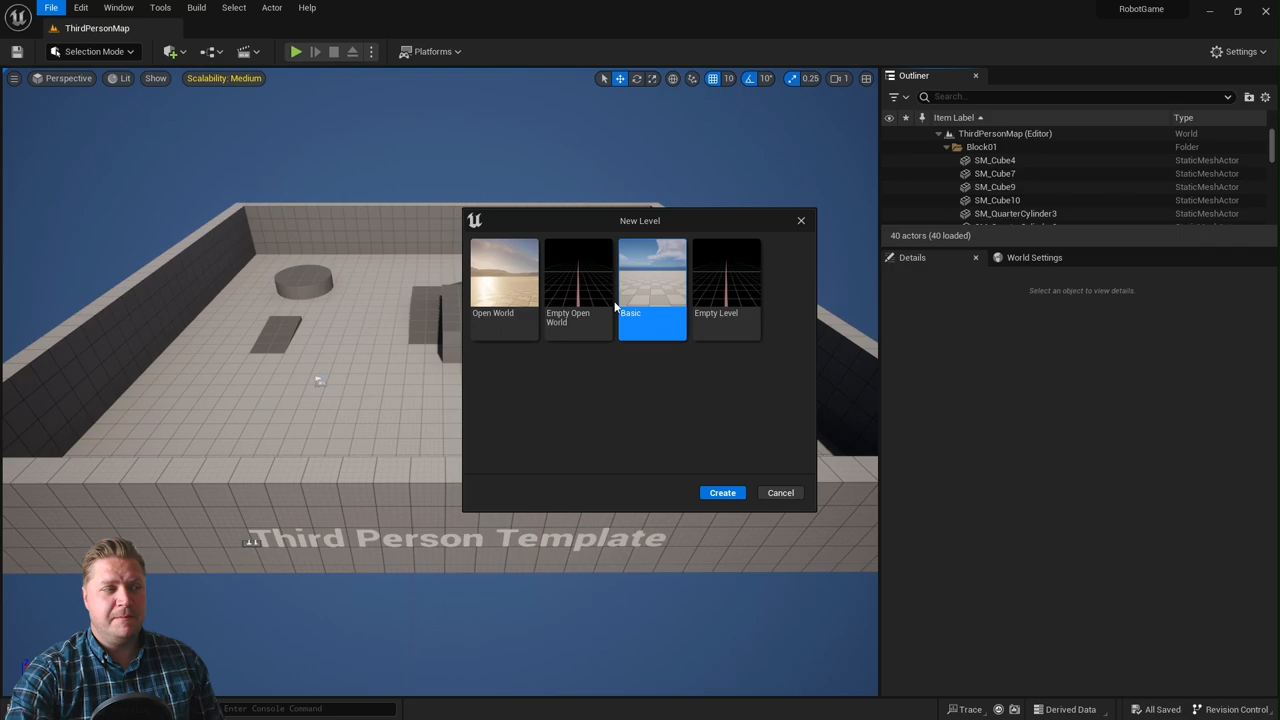 File Edit Window Tools Build Select Actor Help
RobotGame
ThirdPersonMap
Selection Mode
Platforms
Settings
Perspective
Lit
Show
Scalability: Medium
10
10°
0.25
1
Outliner
Search...
Item Label
Type
ThirdPersonMap (Editor)
World
Block01
Folder
SM_Cube4
StaticMeshActor
SM_Cube7
StaticMeshActor
SM_Cube9
StaticMeshActor
SM_Cube10
StaticMeshActor
SM_QuarterCylinder3
StaticMeshActor
40 actors (40 loaded)
Details
World Settings
Select an object to view details.
New Level
Open World
Empty Open
World
Basic
Empty Level
Create
Cancel
Third Person Template
Enter Console Command
Trace
Derived Data
All Saved
Revision Control